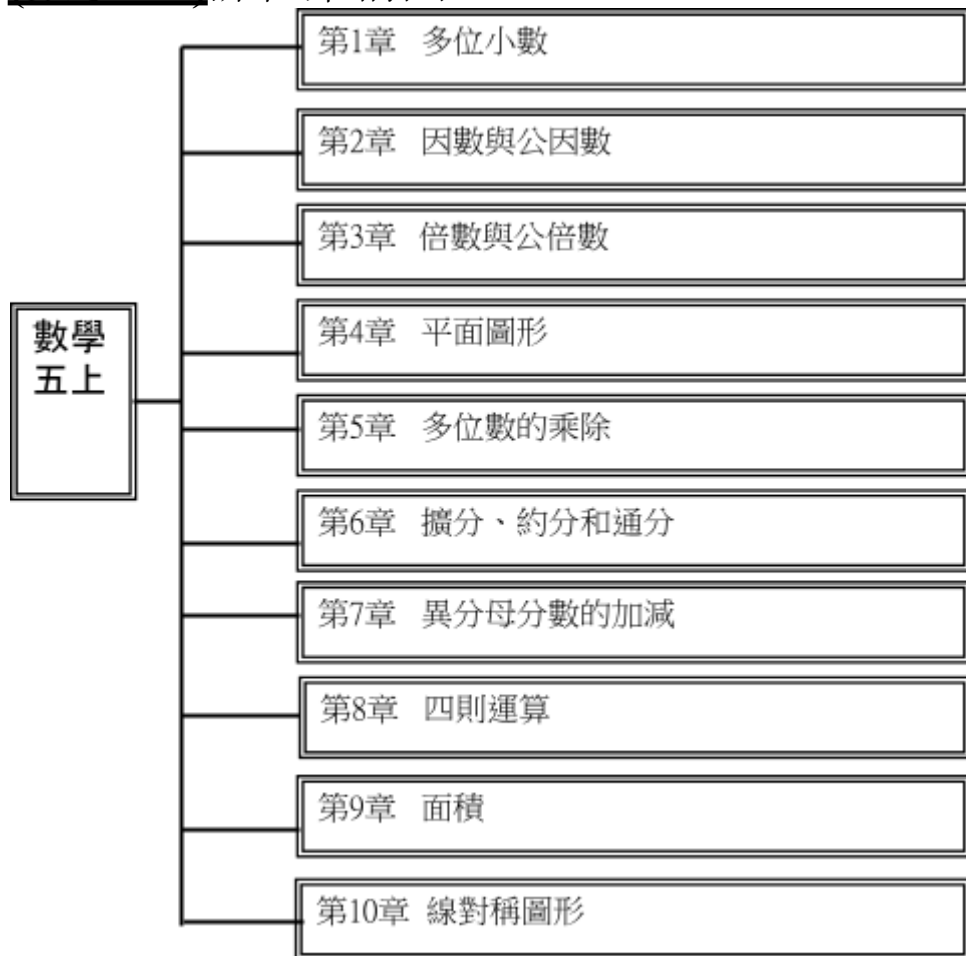 第1章 多位小數
第2章 因數與公因數
第3章 倍數與公倍數
數學
五上
第4章 平面圖形
第5章 多位數的乘除
第6章 擴分、約分和通分
第7章 異分母分數的加減
第8章 四則運算
第9章 面積
第10章 線對稱圖形